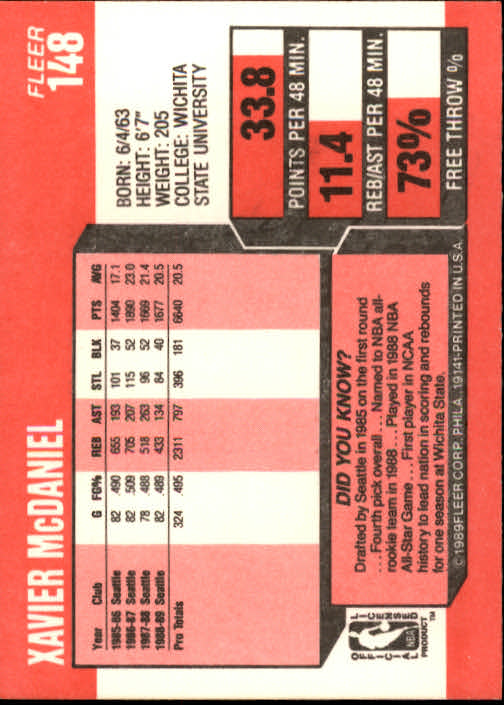 FLEER
148
XAVIER McDANIEL
BORN: 6/4/63
HEIGHT: 6'7"
WEIGHT: 205
COLLEGE: WICHITA
STATE UNIVERSITY
Year Club G FG% REB AST STL BLK PTS AVG
1985-86 Seattle 82 .490 655 193 101 37 1404 17.1
1986-87 Seattle 82 .509 705 207 115 52 1890 23.0
1987-88 Seattle 78 .488 518 263 96 52 1669 21.4
1988-89 Seattle 82 .489 433 134 84 40 1677 20.5
Pro Totals 324 .495 2311 797 396 181 6640 20.5
33.8
POINTS PER 48 MIN.
11.4
REB/AST PER 48 MIN.
73%
FREE THROW %
DID YOU KNOW?
Drafted by Seattle in 1985 on the first round
. . . Fourth pick overall . . . Named to NBA all-
rookie team in 1986 . . . Played in 1988 NBA
All-Star Game . . . First player in NCAA
history to lead nation in scoring and rebounds
for one season at Wichita State.
OFFICIAL LICENSED
NBA
PRODUCT™
©1989 FLEER CORP., PHILA., 19141-PRINTED IN U.S.A.